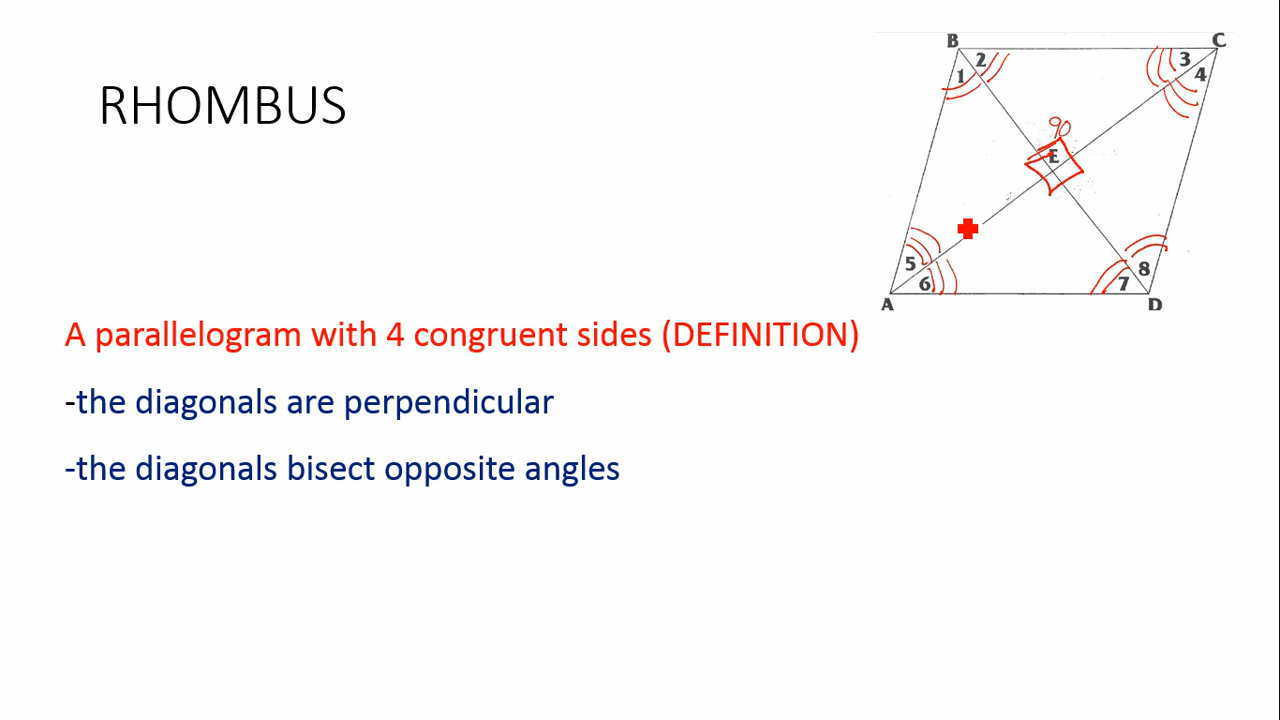 RHOMBUS
B
C
2
1
3
4
90
E
5
6
7
8
A
D
A parallelogram with 4 congruent sides (DEFINITION)
-the diagonals are perpendicular
-the diagonals bisect opposite angles